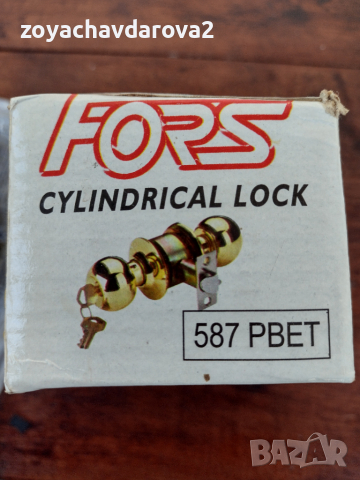 zoyachavdarova2
FORS
CYLINDRICAL LOCK
587 PBET
BAZAR